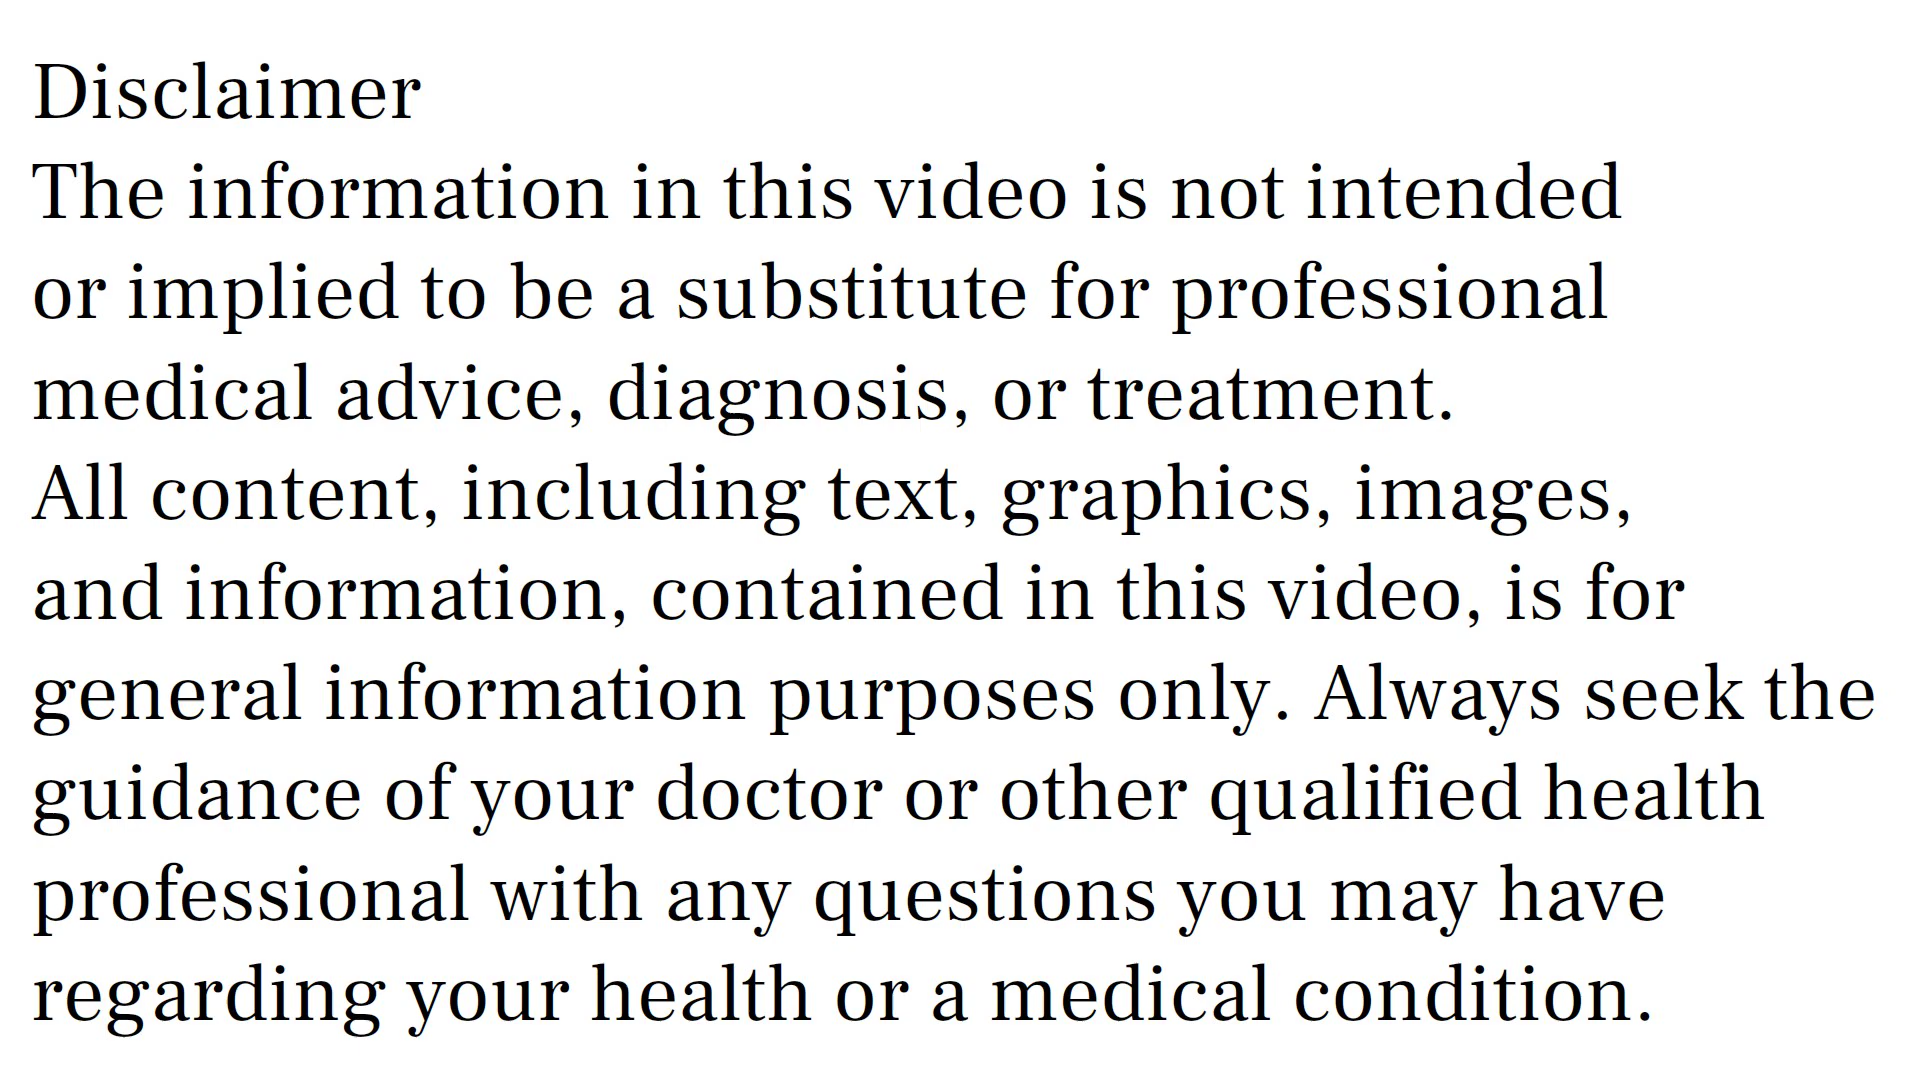 Disclaimer
The information in this video is not intended
or implied to be a substitute for professional
medical advice, diagnosis, or treatment.
All content, including text, graphics, images,
and information, contained in this video, is for
general information purposes only. Always seek the
guidance of your doctor or other qualified health
professional with any questions you may have
regarding your health or a medical condition.